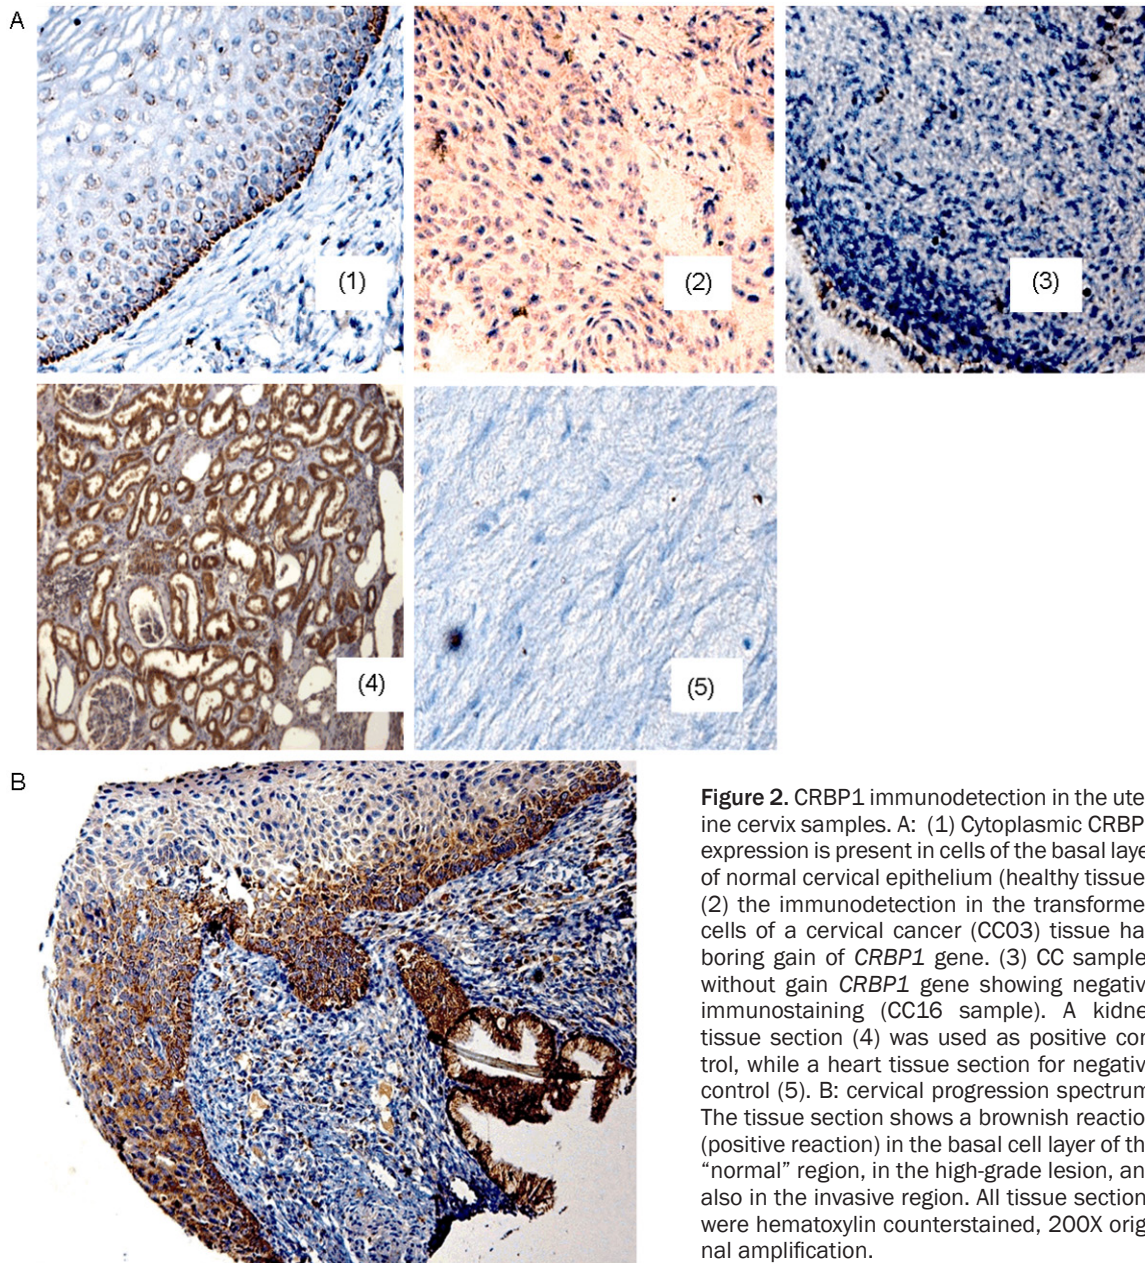 A
(1)
(2)
(3)
(4)
(5)
B
Figure 2. CRBP1 immunodetection in the ute
ine cervix samples. A: (1) Cytoplasmic CRBP
expression is present in cells of the basal laye
of normal cervical epithelium (healthy tissue
(2) the immunodetection in the transforme
cells of a cervical cancer (CC03) tissue ha
boring gain of CRBP1 gene. (3) CC sample
without gain CRBP1 gene showing negativ
immunostaining (CC16 sample). A kidne
tissue section (4) was used as positive con
trol, while a heart tissue section for negativ
control (5). B: cervical progression spectrum
The tissue section shows a brownish reactio
(positive reaction) in the basal cell layer of th
“normal” region, in the high-grade lesion, an
also in the invasive region. All tissue section
were hematoxylin counterstained, 200X orig
nal amplification.